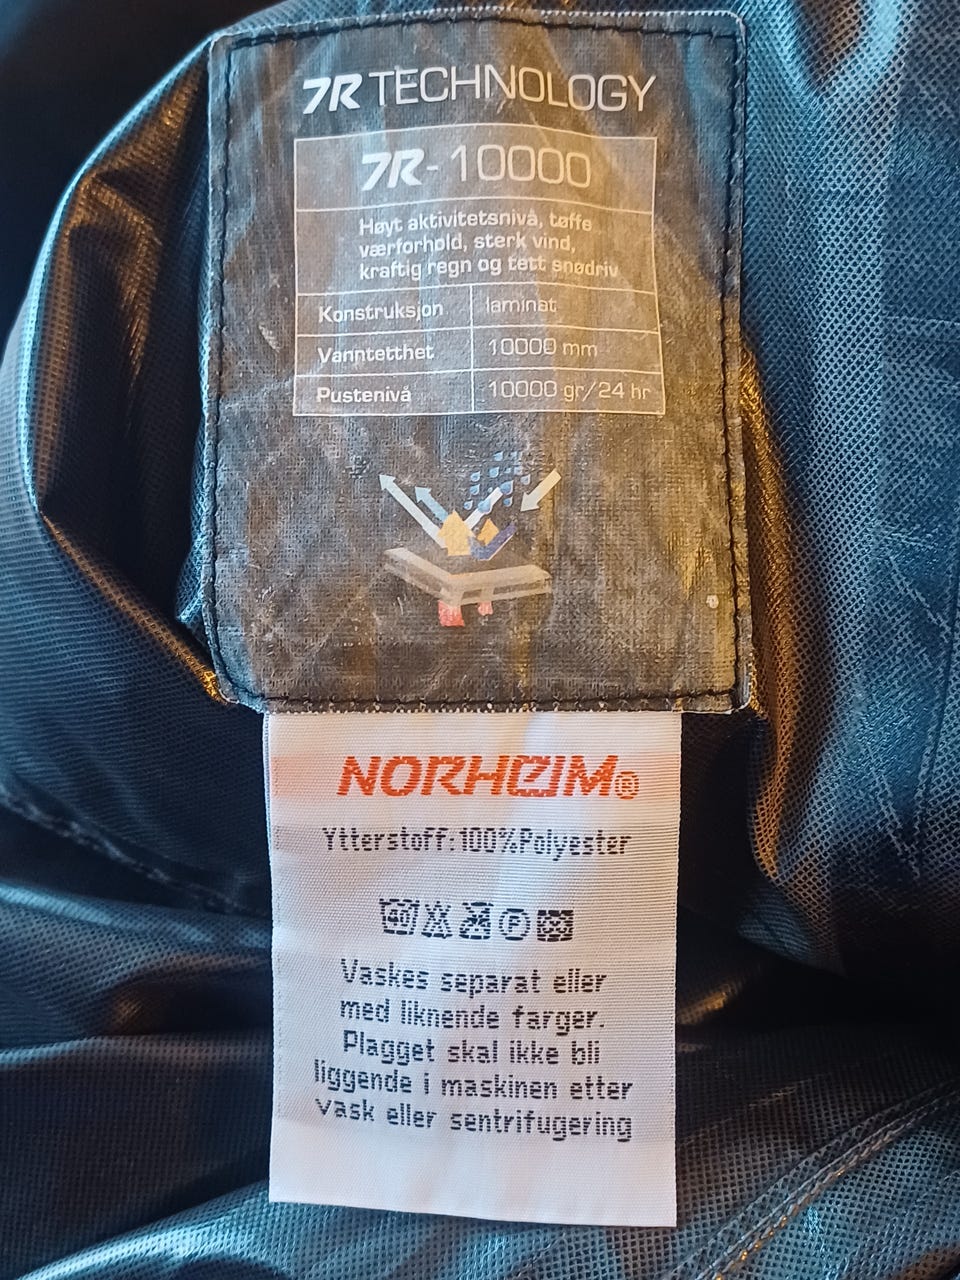 7R TECHNOLOGY
7R-10000
Høyt aktivitetsnivå, tøffe
værforhold, sterk vind,
kraftig regn og tett snødriv
Konstruksjon laminat
Vanntetthet 10000 mm
Pustenivå 10000 gr/24 hr
NORHEIM®
Ytterstoff:100%Polyester
40 P
Vaskes separat eller
med liknende farger.
Plagget skal ikke bli
liggende i maskinen etter
vask eller sentrifugering